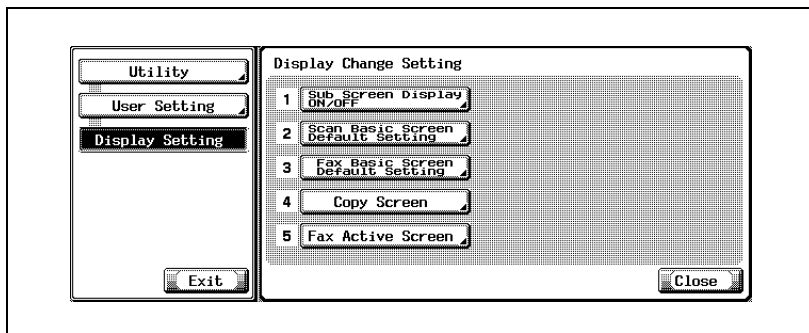 Utility
User Setting
Display Setting
Exit
Display Change Setting
1 Sub Screen Display
ON/OFF
2 Scan Basic Screen
Default Setting
3 Fax Basic Screen
Default Setting
4 Copy Screen
5 Fax Active Screen
Close